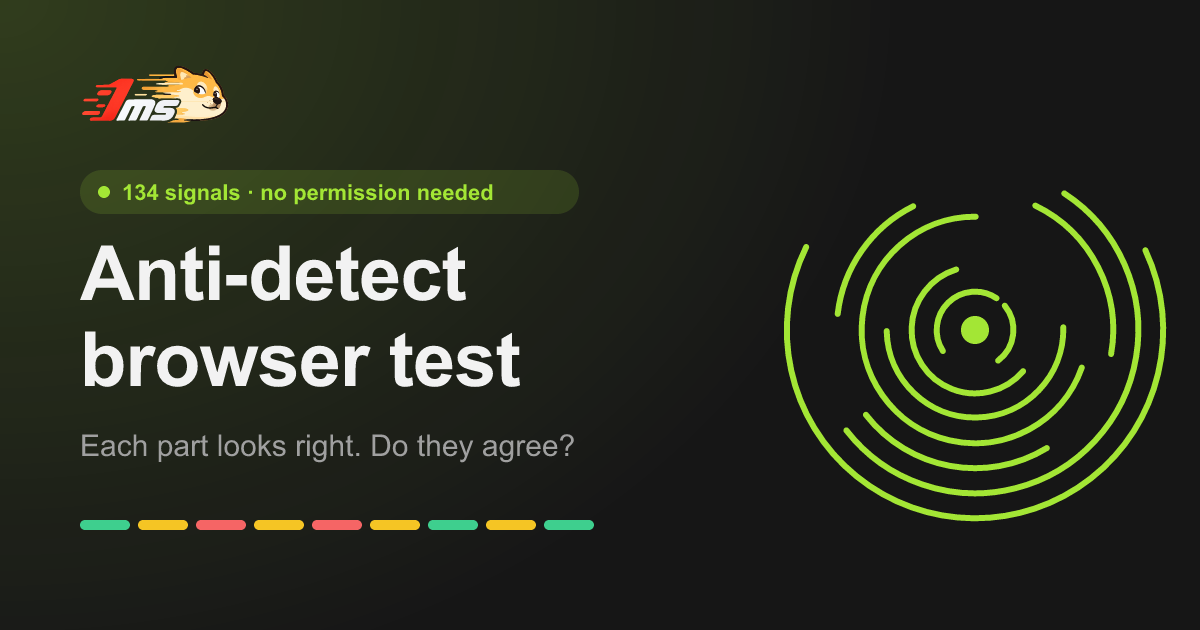 1ms
134 signals · no permission needed
Anti-detect
browser test
Each part looks right. Do they agree?